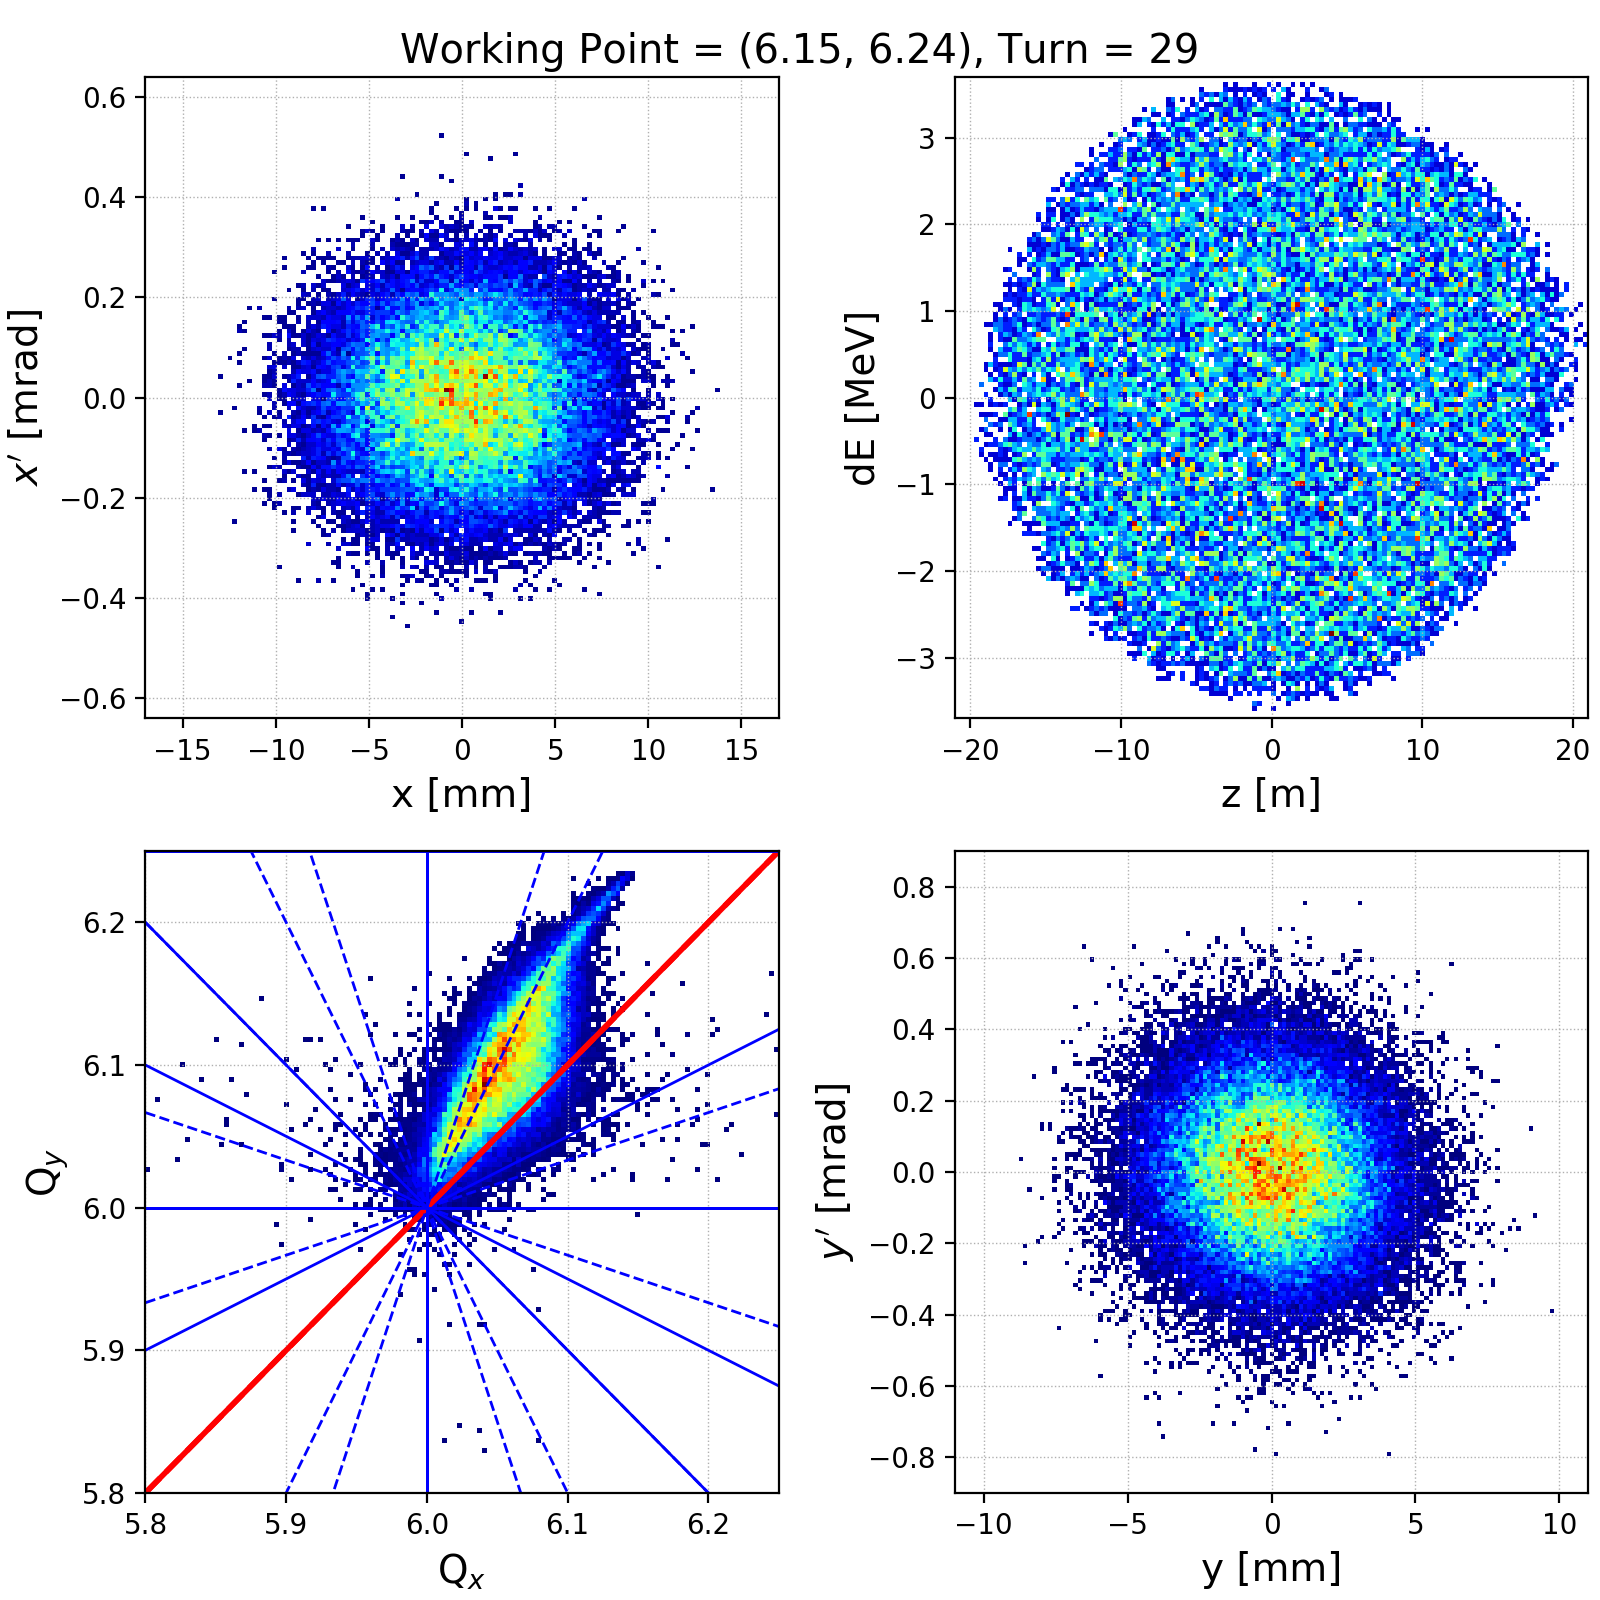 Working Point = (6.15, 6.24), Turn = 29
0.6
0.4
0.2
0.0
−0.2
−0.4
−0.6
x′ [mrad]
−15 −10 −5 0 5 10 15
x [mm]
3
2
1
0
−1
−2
−3
dE [MeV]
−20 −10 0 10 20
z [m]
6.2
6.1
6.0
5.9
5.8
Q_y
5.8 5.9 6.0 6.1 6.2
Q_x
0.8
0.6
0.4
0.2
0.0
−0.2
−0.4
−0.6
−0.8
y′ [mrad]
−10 −5 0 5 10
y [mm]